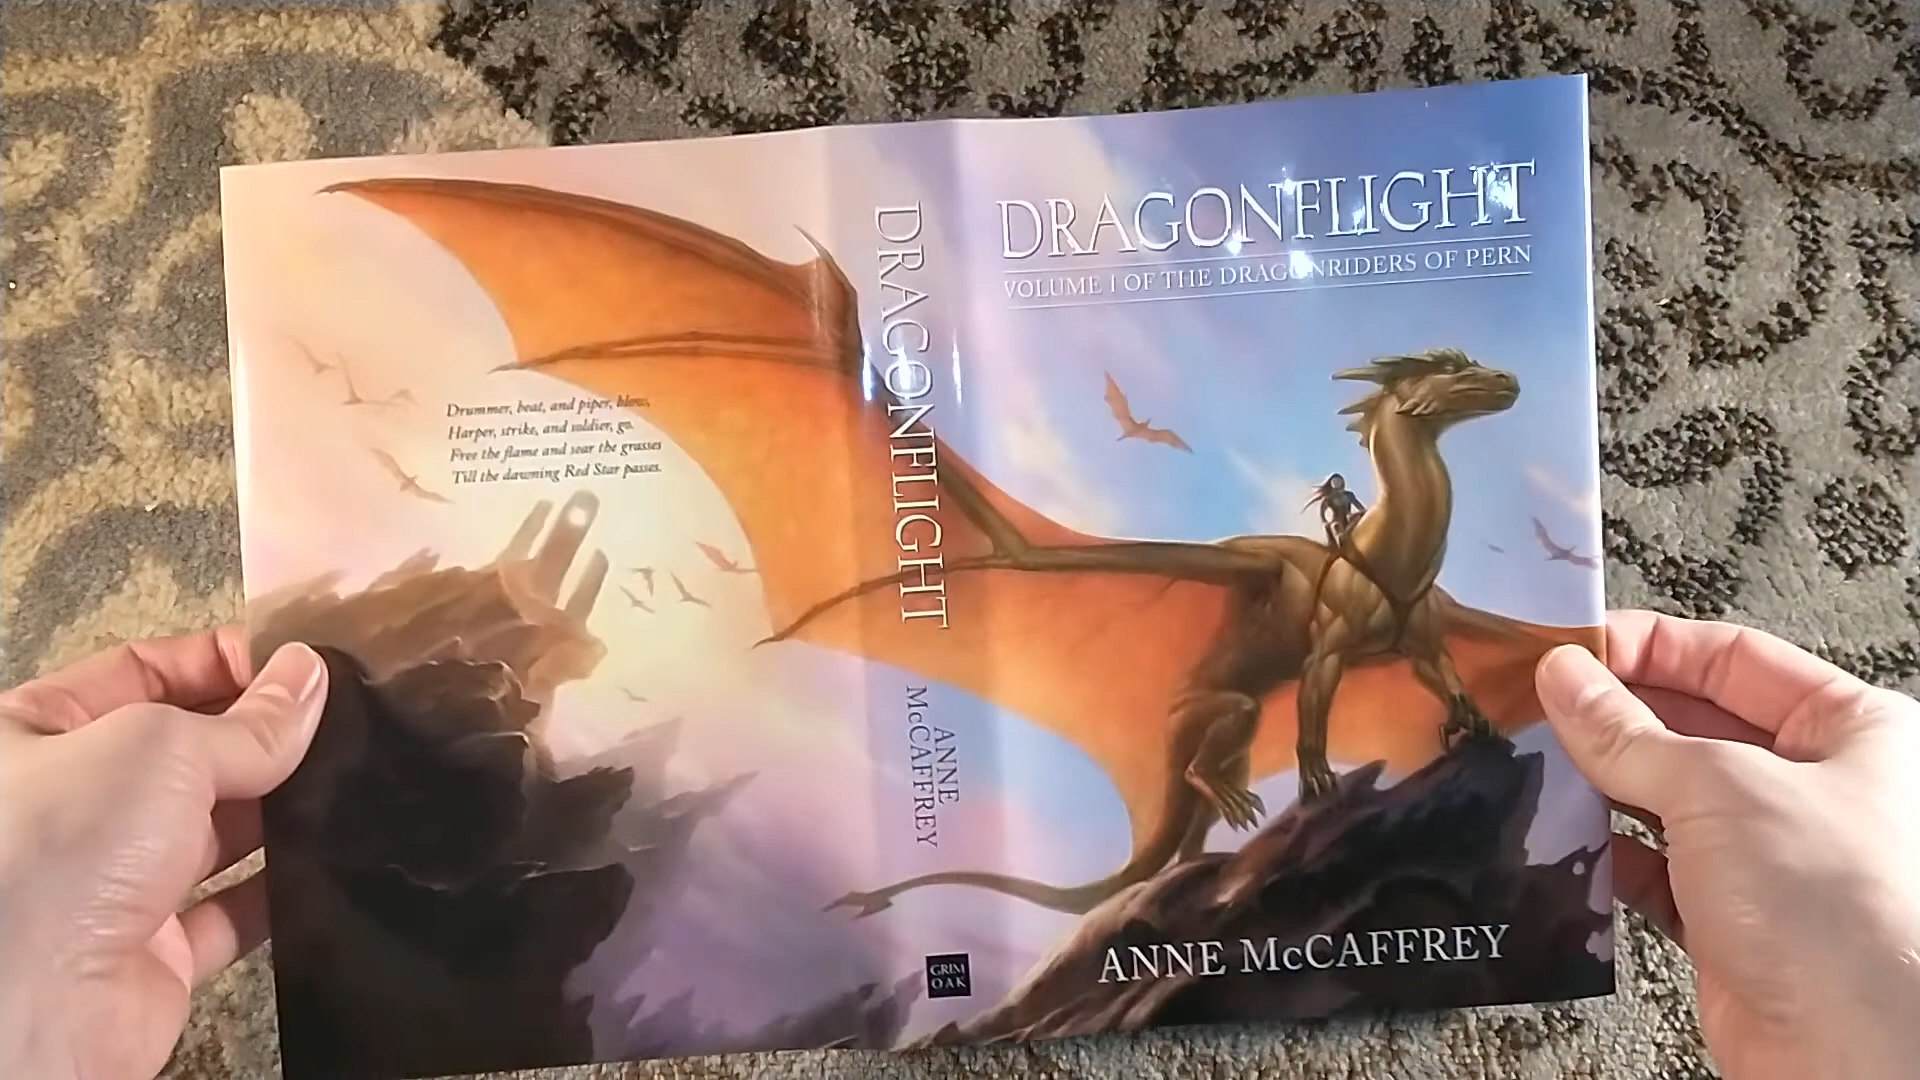 Drummer, beat, and piper, blow,
Harper, strike, and soldier, go.
Free the flame and sear the grasses
Till the dawning Red Star passes.
DRAGONFLIGHT
ANNE
McCAFFREY
GRIM
OAK
DRAGONFLIGHT
VOLUME I OF THE DRAGONRIDERS OF PERN
ANNE McCAFFREY